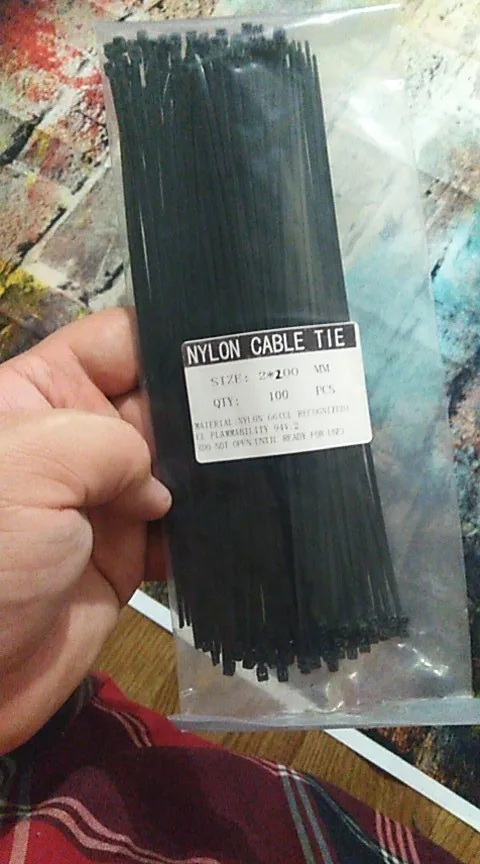 NYLON CABLE TIE
SIZE: 2*200 MM
QTY: 100 PCS
MATERIAL:NYLON 66(UL RECOGNIZED)
UL FLAMMABILITY 94V-2
(DO NOT OPEN UNTIL READY FOR USE)